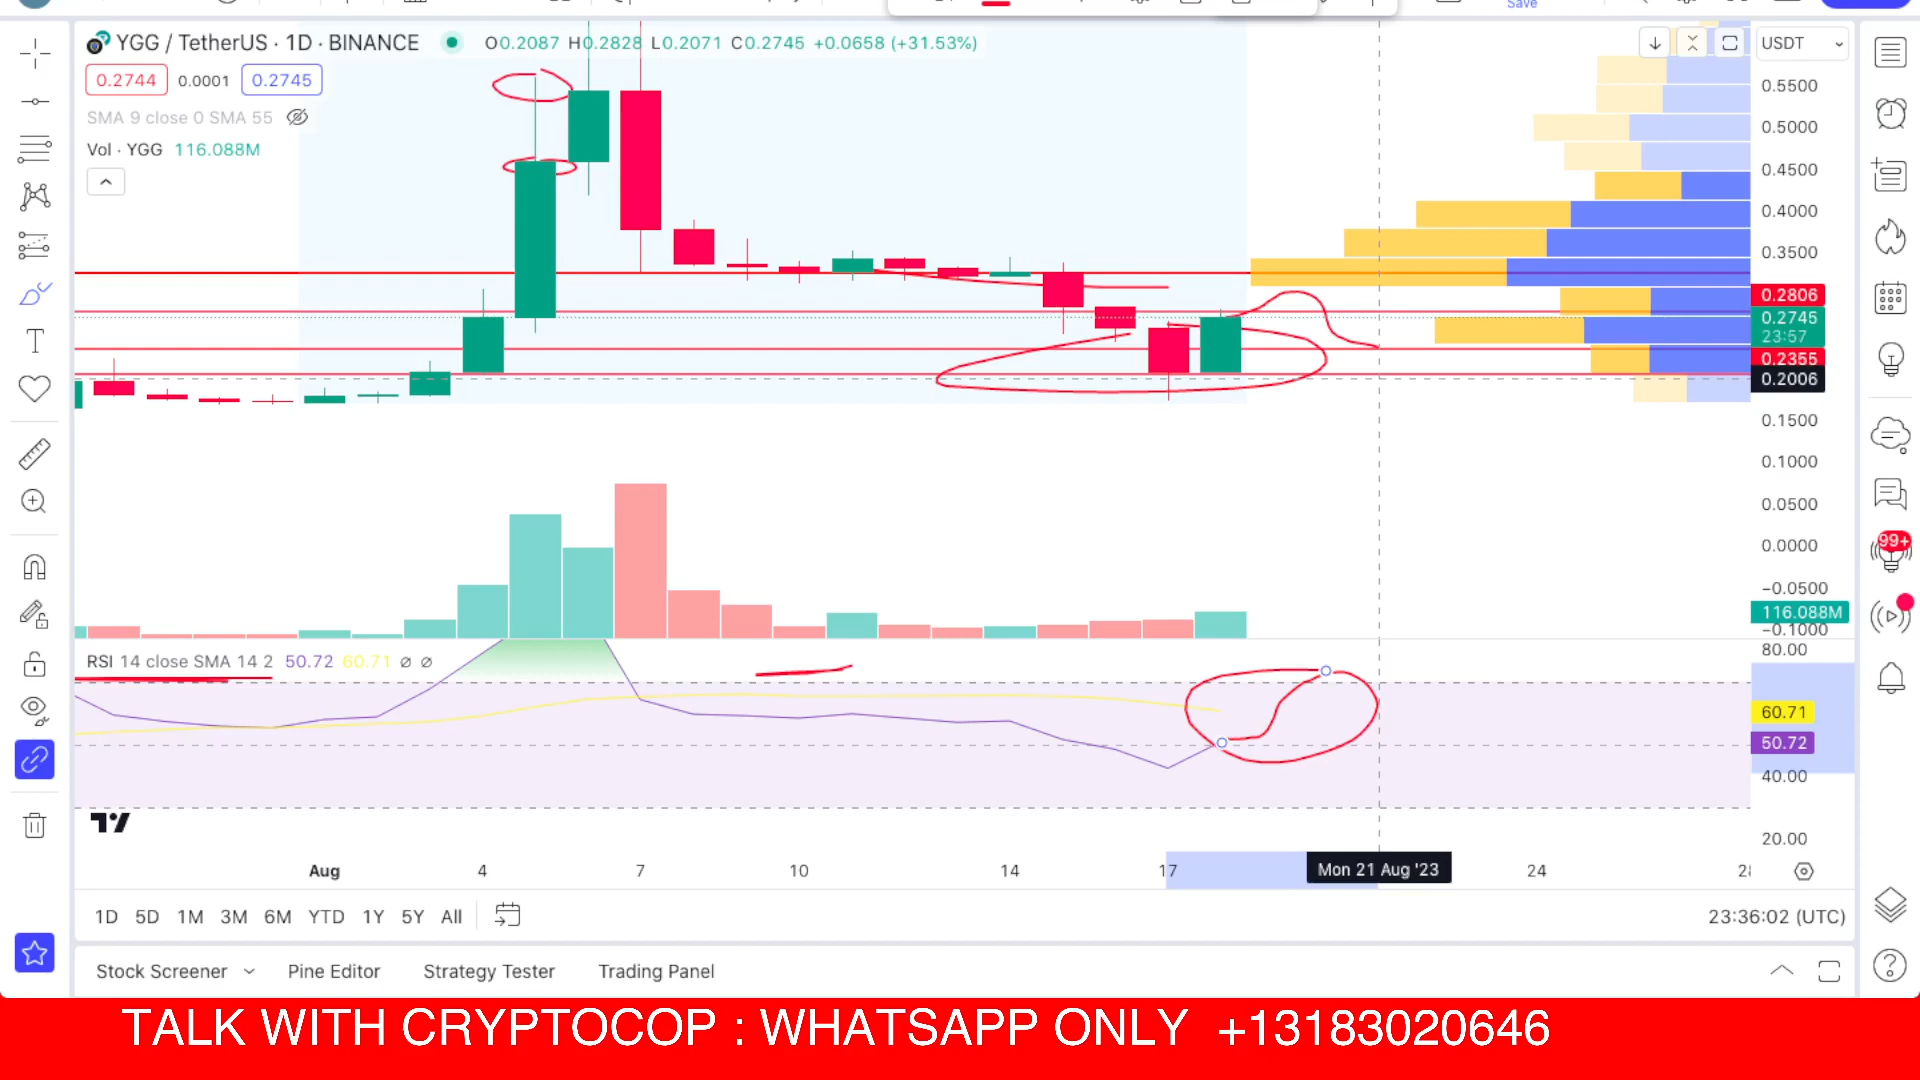 Save
YGG / TetherUS · 1D · BINANCE O0.2087 H0.2828 L0.2071 C0.2745 +0.0658 (+31.53%)
USDT
0.2744 0.0001 0.2745
SMA 9 close 0 SMA 55
Vol · YGG 116.088M
0.5500
0.5000
0.4500
0.4000
0.3500
0.2806
0.2745
23:57
0.2355
0.2006
0.1500
0.1000
0.0500
0.0000
−0.0500
116.088M
−0.1000
99+
RSI 14 close SMA 14 2 50.72 60.71 ∅ ∅
80.00
60.71
50.72
40.00
20.00
Aug 4 7 10 14 17 Mon 21 Aug '23 24
1D 5D 1M 3M 6M YTD 1Y 5Y All
23:36:02 (UTC)
Stock Screener Pine Editor Strategy Tester Trading Panel
TALK WITH CRYPTOCOP : WHATSAPP ONLY +13183020646